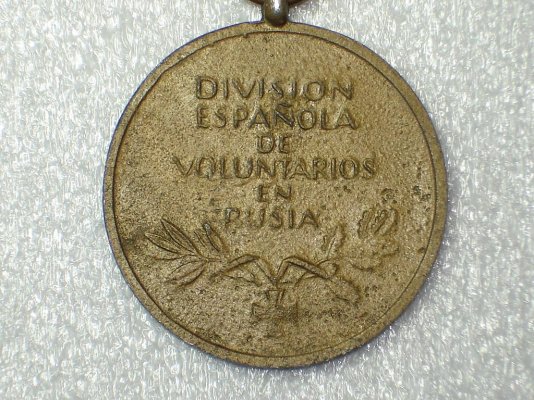 DIVISION
ESPAÑOLA
DE
VOLUNTARIOS
EN
RUSIA